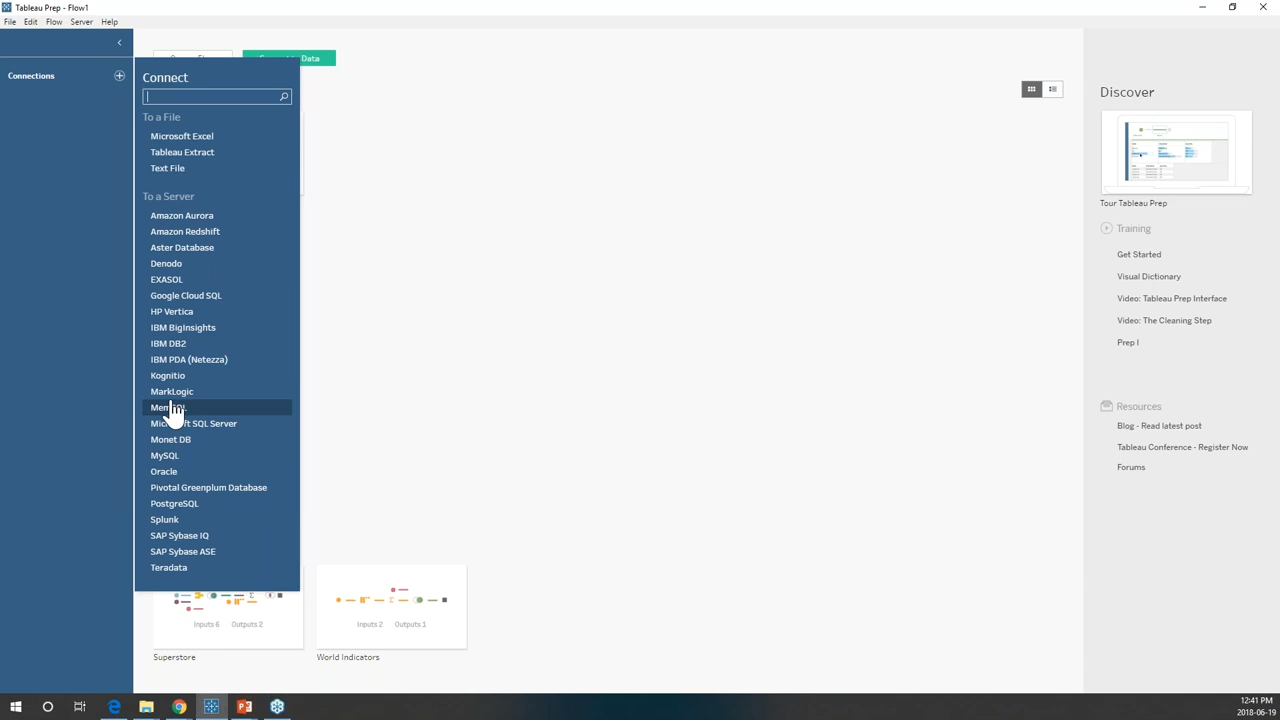 Tableau Prep - Flow1
File Edit Flow Server Help
Data
Connections
Connect
To a File
Microsoft Excel
Tableau Extract
Text File
To a Server
Amazon Aurora
Amazon Redshift
Aster Database
Denodo
EXASOL
Google Cloud SQL
HP Vertica
IBM BigInsights
IBM DB2
IBM PDA (Netezza)
Kognitio
MarkLogic
MemSQL
Microsoft SQL Server
Monet DB
MySQL
Oracle
Pivotal Greenplum Database
PostgreSQL
Splunk
SAP Sybase IQ
SAP Sybase ASE
Teradata
Inputs 6 Outputs 2
Superstore
Inputs 2 Outputs 1
World Indicators
Discover
Tour Tableau Prep
Training
Get Started
Visual Dictionary
Video: Tableau Prep Interface
Video: The Cleaning Step
Prep I
Resources
Blog - Read latest post
Tableau Conference - Register Now
Forums
12:41 PM
2018-06-19